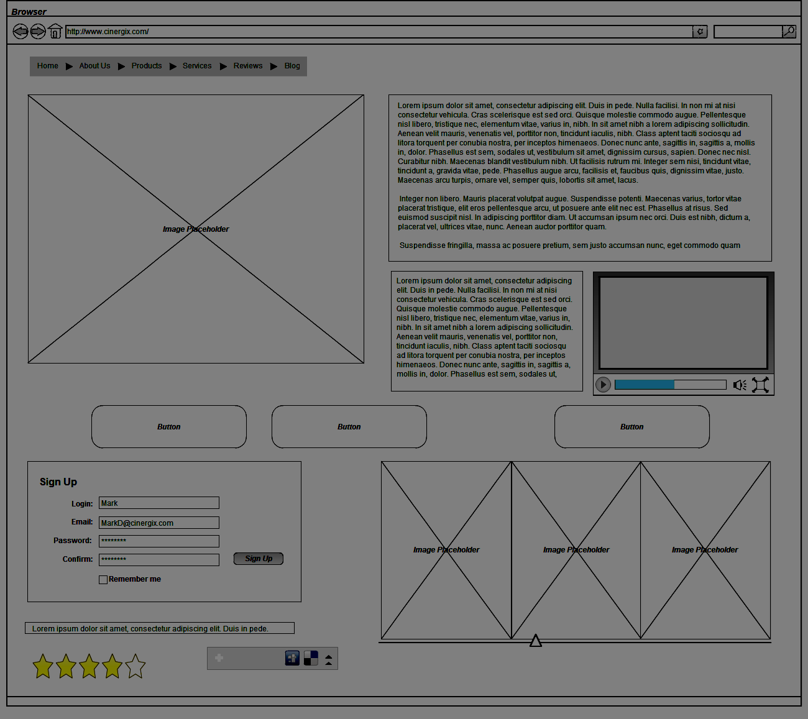 Browser
http://www.cinergix.com/
Home About Us Products Services Reviews Blog
Image Placeholder
Lorem ipsum dolor sit amet, consectetur adipiscing elit. Duis in pede. Nulla facilisi. In non mi at nisi
consectetur vehicula. Cras scelerisque est sed orci. Quisque molestie commodo augue. Pellentesque
nisl libero, tristique nec, elementum vitae, varius in, nibh. In sit amet nibh a lorem adipiscing sollicitudin.
Aenean velit mauris, venenatis vel, porttitor non, tincidunt iaculis, nibh. Class aptent taciti sociosqu ad
litora torquent per conubia nostra, per inceptos himenaeos. Donec nunc ante, sagittis in, sagittis a, mollis
in, dolor. Phasellus est sem, sodales ut, vestibulum sit amet, dignissim cursus, sapien. Donec nec nisl.
Curabitur nibh. Maecenas blandit vestibulum nibh. Ut facilisis rutrum mi. Integer sem nisi, tincidunt vitae,
tincidunt a, gravida vitae, pede. Phasellus augue arcu, facilisis et, faucibus quis, dignissim vitae, justo.
Maecenas arcu turpis, ornare vel, semper quis, lobortis sit amet, lacus.
Integer non libero. Mauris placerat volutpat augue. Suspendisse potenti. Maecenas varius, tortor vitae
placerat tristique, elit eros pellentesque arcu, ut posuere ante elit nec est. Phasellus at risus. Sed
euismod suscipit nisl. In adipiscing porttitor diam. Ut accumsan ipsum nec orci. Duis est nibh, dictum a,
placerat vel, ultrices vitae, nunc. Aenean auctor porttitor quam.
Suspendisse fringilla, massa ac posuere pretium, sem justo accumsan nunc, eget commodo quam
Lorem ipsum dolor sit amet, consectetur adipiscing
elit. Duis in pede. Nulla facilisi. In non mi at nisi
consectetur vehicula. Cras scelerisque est sed orci.
Quisque molestie commodo augue. Pellentesque
nisl libero, tristique nec, elementum vitae, varius in,
nibh. In sit amet nibh a lorem adipiscing sollicitudin.
Aenean velit mauris, venenatis vel, porttitor non,
tincidunt iaculis, nibh. Class aptent taciti sociosqu
ad litora torquent per conubia nostra, per inceptos
himenaeos. Donec nunc ante, sagittis in, sagittis a,
mollis in, dolor. Phasellus est sem, sodales ut,
Button
Button
Button
Sign Up
Login: Mark
Email: MarkD@cinergix.com
Password: ********
Confirm: ********
Sign Up
Remember me
Image Placeholder
Image Placeholder
Image Placeholder
Lorem ipsum dolor sit amet, consectetur adipiscing elit. Duis in pede.